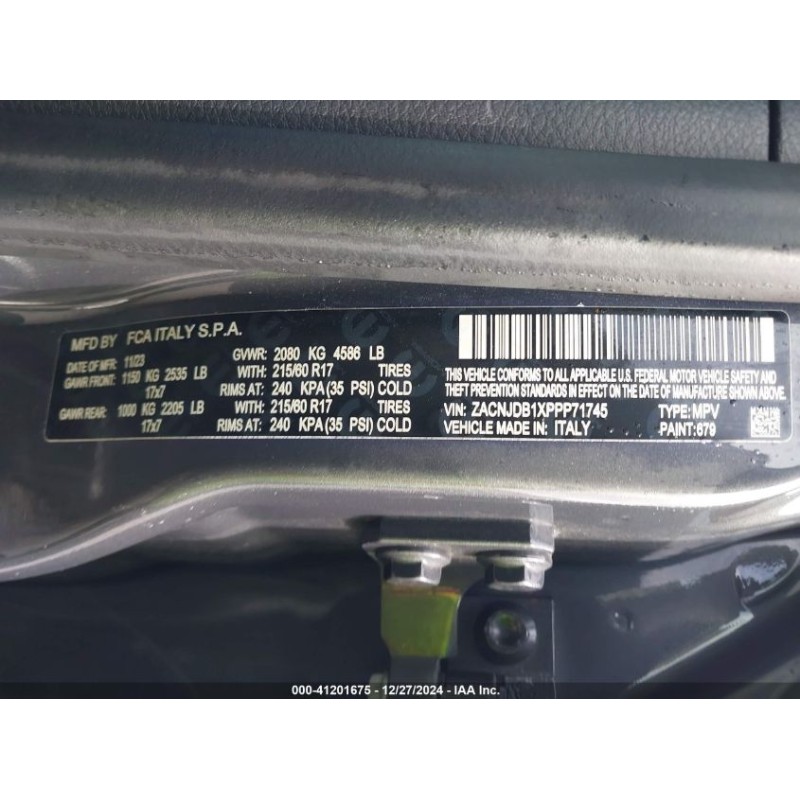 MFD BY FCA ITALY S.P.A.
DATE OF MFR: 11/23 GVWR: 2080 KG 4586 LB
GAWR FRONT: 1150 KG 2535 LB WITH: 215/60 R17 TIRES
17x7 RIMS AT: 240 KPA(35 PSI) COLD
GAWR REAR: 1000 KG 2205 LB WITH: 215/60 R17 TIRES
17x7 RIMS AT: 240 KPA(35 PSI) COLD
THIS VEHICLE CONFORMS TO ALL APPLICABLE U.S. FEDERAL MOTOR VEHICLE SAFETY AND
THEFT PREVENTION STANDARDS IN EFFECT ON THE DATE OF MANUFACTURE SHOWN
ABOVE.
VIN: ZACNJDB1XPPP71745 TYPE: MPV
VEHICLE MADE IN: ITALY PAINT: 679
000-41201675 - 12/27/2024 - IAA Inc.